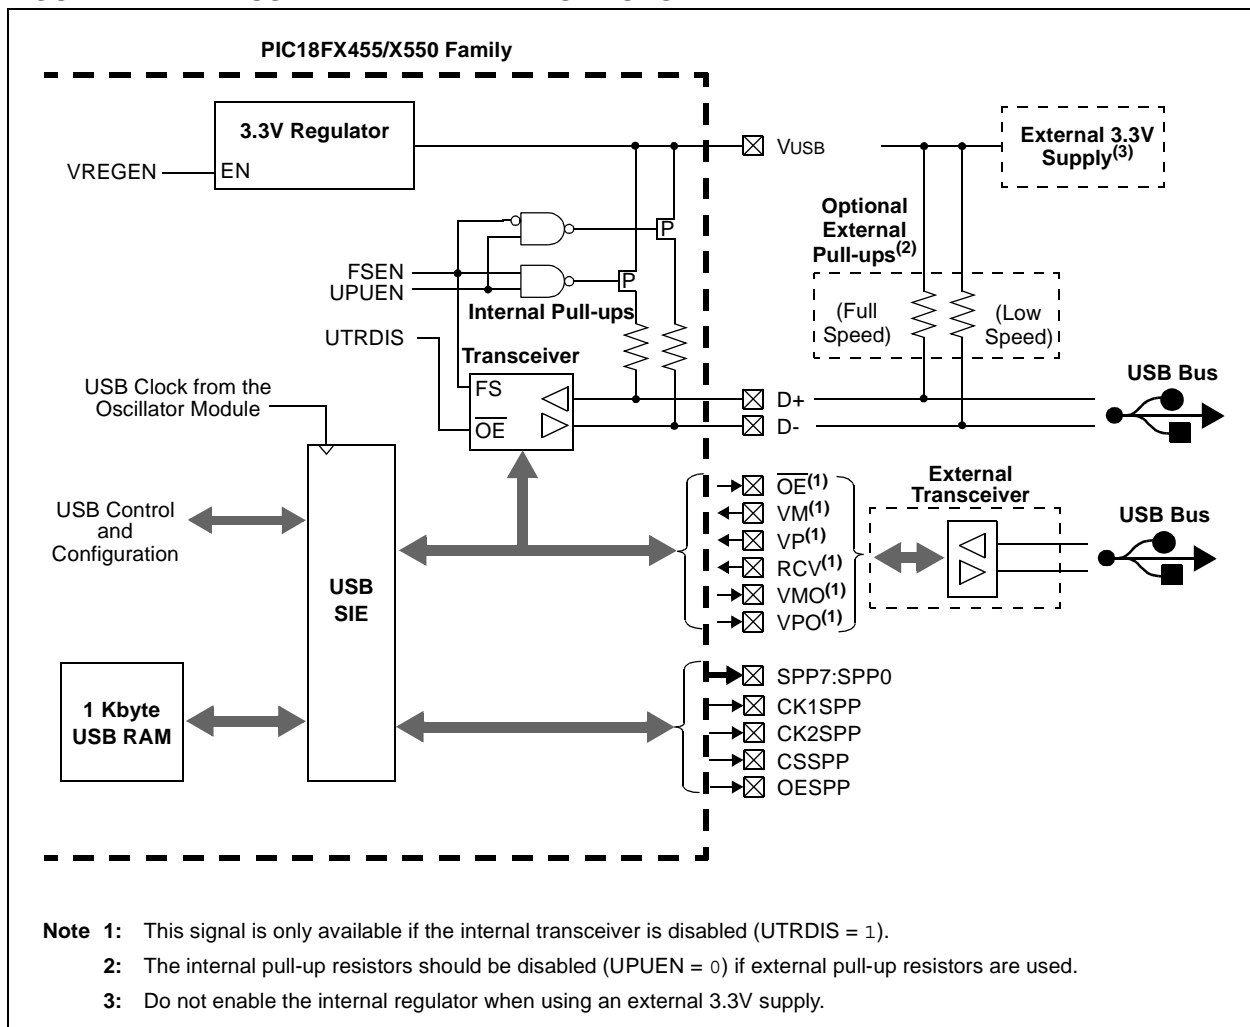 PIC18FX455/X550 Family
3.3V Regulator
EN
VREGEN
VUSB
External 3.3V
Supply(3)
Optional
External
Pull-ups(2)
P
P
FSEN
UPUEN
Internal Pull-ups
(Full
Speed)
(Low
Speed)
UTRDIS
Transceiver
FS
OE
USB Clock from the
Oscillator Module
D+
D-
USB Bus
USB Control
and
Configuration
USB
SIE
OE(1)
VM(1)
VP(1)
RCV(1)
VMO(1)
VPO(1)
External
Transceiver
USB Bus
1 Kbyte
USB RAM
SPP7:SPP0
CK1SPP
CK2SPP
CSSPP
OESPP
Note 1: This signal is only available if the internal transceiver is disabled (UTRDIS = 1).
2: The internal pull-up resistors should be disabled (UPUEN = 0) if external pull-up resistors are used.
3: Do not enable the internal regulator when using an external 3.3V supply.